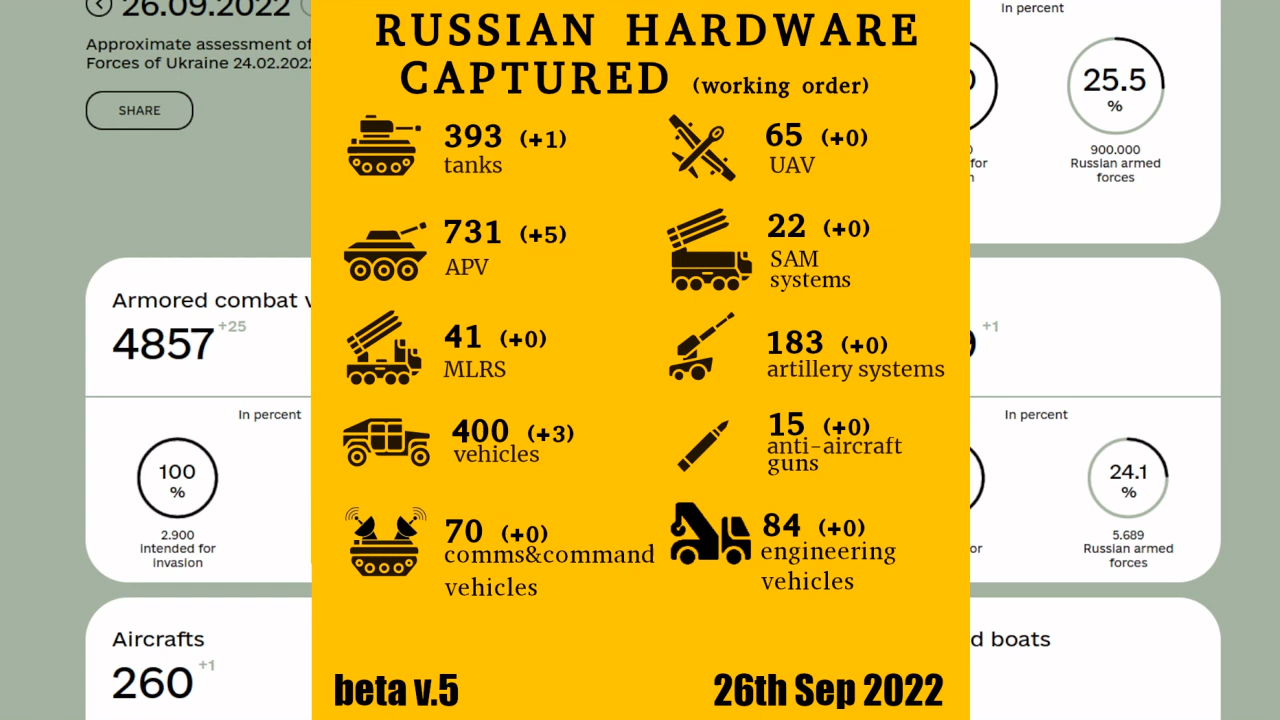 26.09.2022
Approximate assessment of
Forces of Ukraine 24.02.202
SHARE
RUSSIAN HARDWARE
CAPTURED (working order)
393 (+1)
tanks
65 (+0)
UAV
731 (+5)
APV
22 (+0)
SAM
systems
41 (+0)
MLRS
183 (+0)
artillery systems
400 (+3)
vehicles
15 (+0)
anti-aircraft
guns
70 (+0)
comms&command
vehicles
84 (+0)
engineering
vehicles
beta v.5
26th Sep 2022
In percent
25.5
%
for
900.000
Russian armed
forces
Armored combat
4857 +25
In percent
100
%
2.900
Intended for
invasion
+1
In percent
24.1
%
5.689
Russian armed
forces
Aircrafts
260 +1
boats